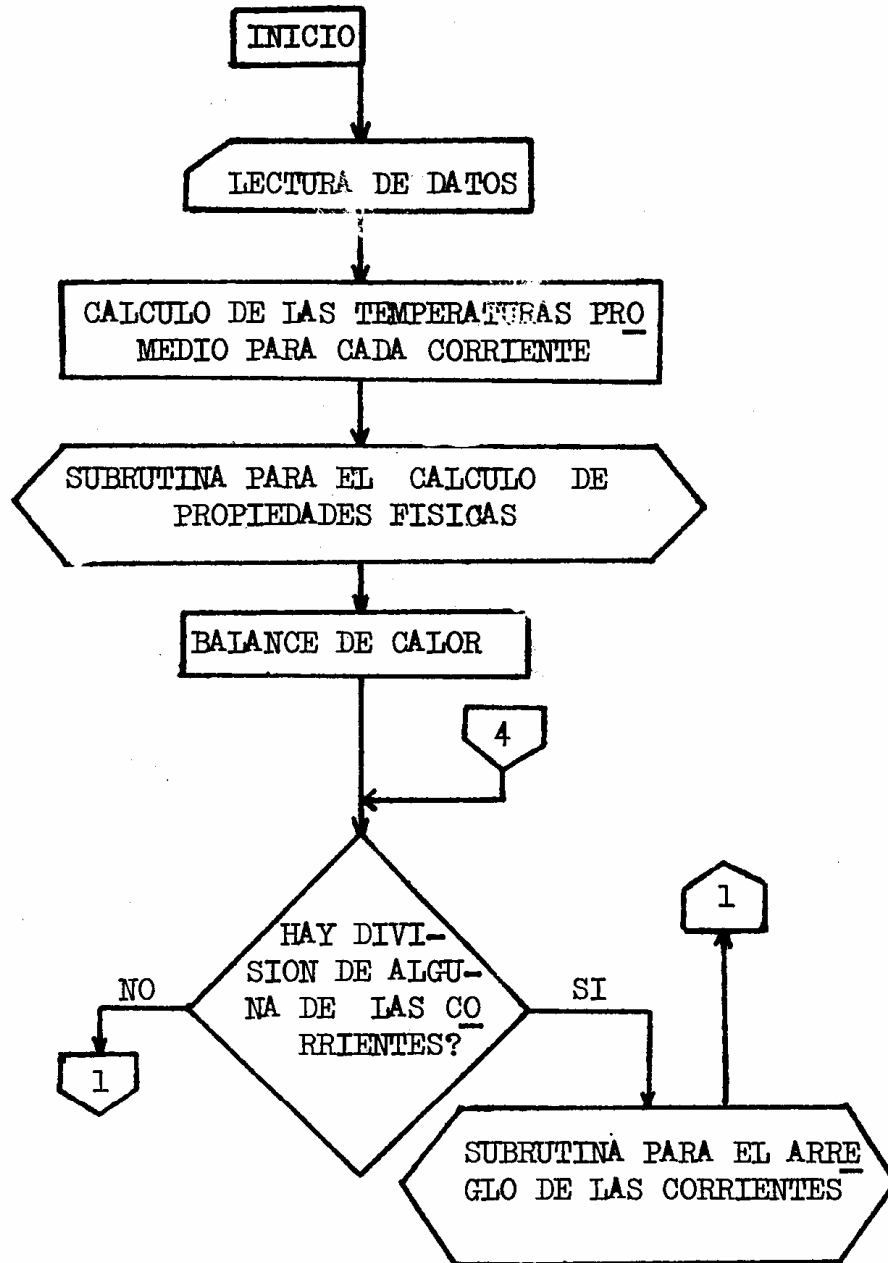 INICIO
LECTURA DE DATOS
CALCULO DE LAS TEMPERATURAS PRO
MEDIO PARA CADA CORRIENTE
SUBRUTINA PARA EL CALCULO DE
PROPIEDADES FISICAS
BALANCE DE CALOR
4
HAY DIVI-
SION DE ALGU-
NA DE LAS CO
RRIENTES?
NO
1
SI
1
SUBRUTINA PARA EL ARRE
GLO DE LAS CORRIENTES